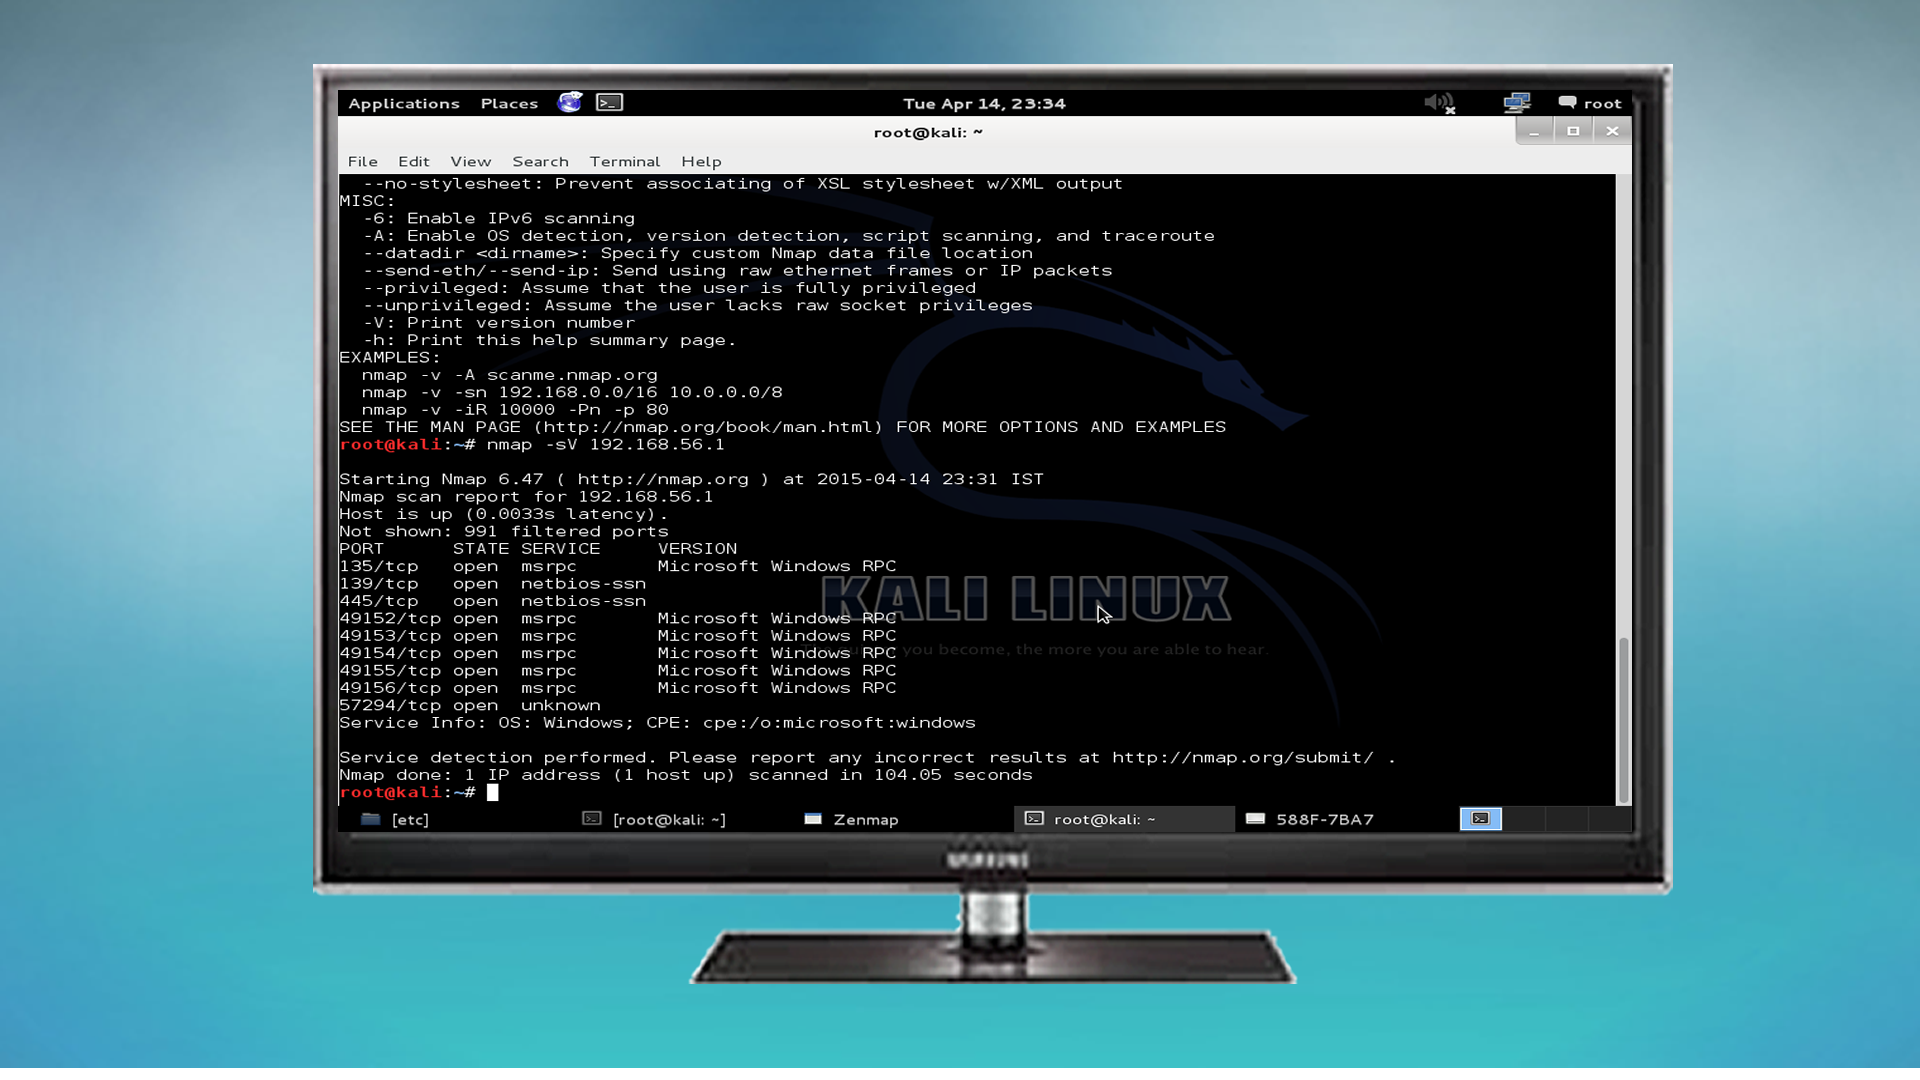 Applications Places Tue Apr 14, 23:34 root
root@kali: ~
File Edit View Search Terminal Help
--no-stylesheet: Prevent associating of XSL stylesheet w/XML output
MISC:
-6: Enable IPv6 scanning
-A: Enable OS detection, version detection, script scanning, and traceroute
--datadir <dirname>: Specify custom Nmap data file location
--send-eth/--send-ip: Send using raw ethernet frames or IP packets
--privileged: Assume that the user is fully privileged
--unprivileged: Assume the user lacks raw socket privileges
-V: Print version number
-h: Print this help summary page.
EXAMPLES:
nmap -v -A scanme.nmap.org
nmap -v -sn 192.168.0.0/16 10.0.0.0/8
nmap -v -iR 10000 -Pn -p 80
SEE THE MAN PAGE (http://nmap.org/book/man.html) FOR MORE OPTIONS AND EXAMPLES
root@kali:~# nmap -sV 192.168.56.1
Starting Nmap 6.47 ( http://nmap.org ) at 2015-04-14 23:31 IST
Nmap scan report for 192.168.56.1
Host is up (0.0033s latency).
Not shown: 991 filtered ports
PORT STATE SERVICE VERSION
135/tcp open msrpc Microsoft Windows RPC
139/tcp open netbios-ssn
445/tcp open netbios-ssn
KALI LINUX
49152/tcp open msrpc Microsoft Windows RPC
49153/tcp open msrpc Microsoft Windows RPC
49154/tcp open msrpc Microsoft Windows RPC
you become, the more you are able to hear.
49155/tcp open msrpc Microsoft Windows RPC
49156/tcp open msrpc Microsoft Windows RPC
57294/tcp open unknown
Service Info: OS: Windows; CPE: cpe:/o:microsoft:windows
Service detection performed. Please report any incorrect results at http://nmap.org/submit/ .
Nmap done: 1 IP address (1 host up) scanned in 104.05 seconds
root@kali:~#
[etc] [root@kali: ~] Zenmap root@kali: ~ 588F-7BA7
SAMSUNG